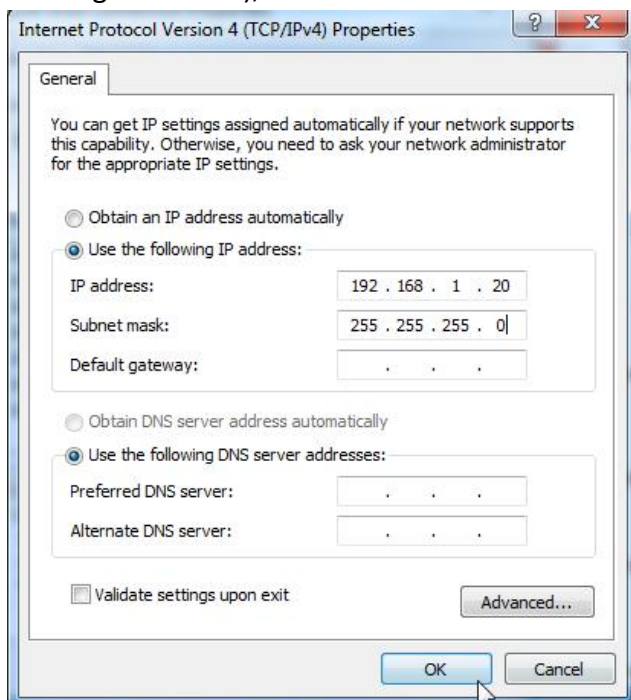 Internet Protocol Version 4 (TCP/IPv4) Properties
General
You can get IP settings assigned automatically if your network supports
this capability. Otherwise, you need to ask your network administrator
for the appropriate IP settings.
Obtain an IP address automatically
Use the following IP address:
IP address: 192 . 168 . 1 . 20
Subnet mask: 255 . 255 . 255 . 0
Default gateway: . . .
Obtain DNS server address automatically
Use the following DNS server addresses:
Preferred DNS server: . . .
Alternate DNS server: . . .
Validate settings upon exit
Advanced...
OK Cancel